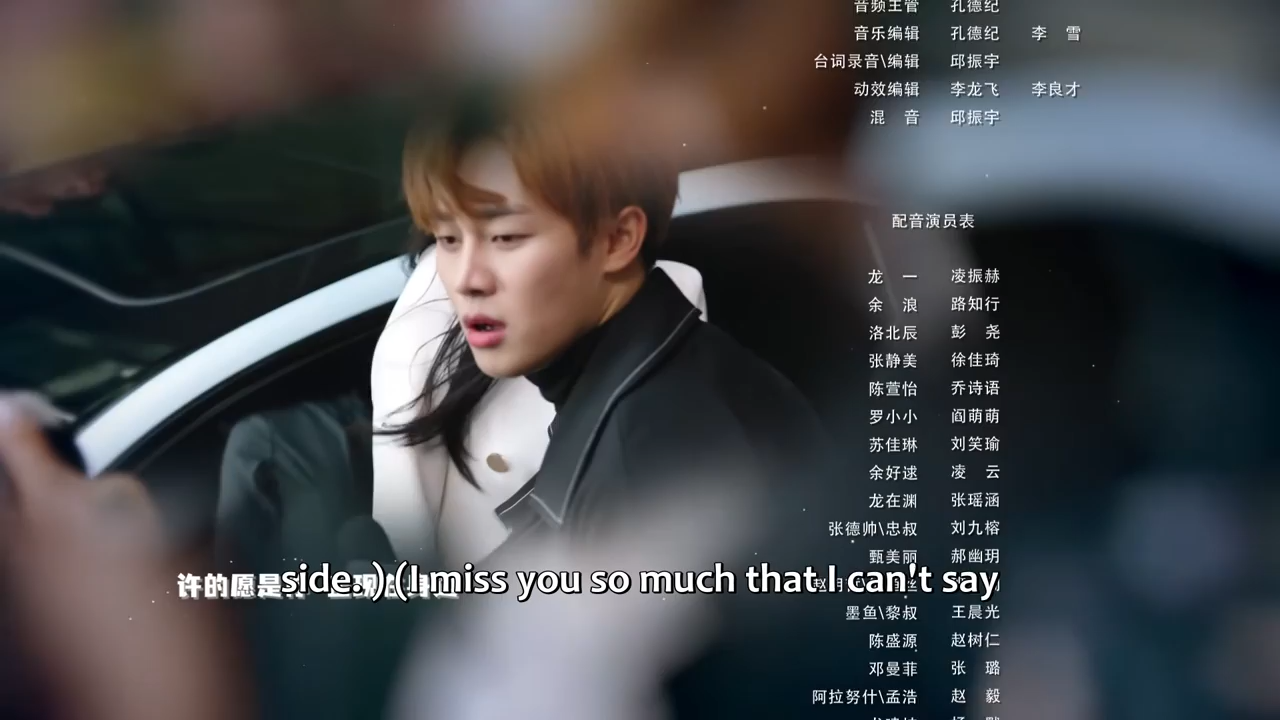 音频主管 孔德纪
音乐编辑 孔德纪 李 雪
台词录音\编辑 邱振宇
动效编辑 李龙飞 李良才
混 音 邱振宇
配音演员表
龙 一 凌振赫
余 浪 路知行
洛北辰 彭 尧
张静美 徐佳琦
陈萱怡 乔诗语
罗小小 阎萌萌
苏佳琳 刘笑瑜
余好逑 凌 云
龙在渊 张瑶涵
张德帅\忠叔 刘九榕
甄美丽 郝幽玥
许的愿是
side.)(I miss you so much that I can't say
墨鱼\黎叔 王晨光
陈盛源 赵树仁
邓曼菲 张 璐
阿拉努什\孟浩 赵 毅